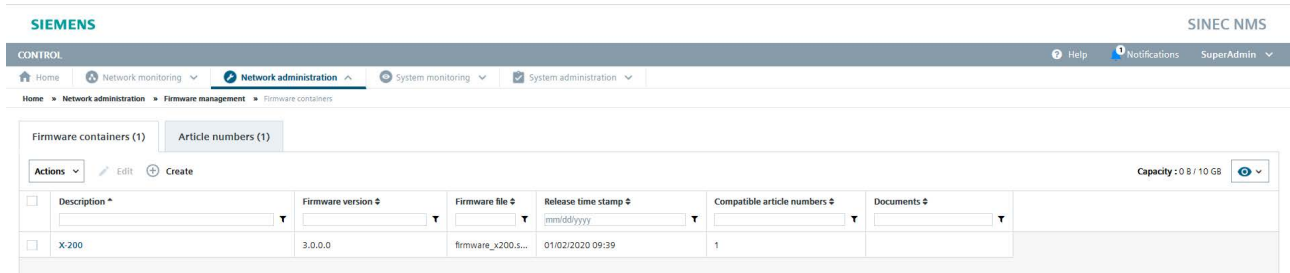 SIEMENS
SINEC NMS
CONTROL
Help
1
Notifications
SuperAdmin
Home
Network monitoring
Network administration
System monitoring
System administration
Home » Network administration » Firmware management » Firmware containers
Firmware containers (1)
Article numbers (1)
Actions
Edit
Create
Capacity : 0 B / 10 GB
Description
Firmware version
Firmware file
Release time stamp
Compatible article numbers
Documents
mm/dd/yyyy
X-200
3.0.0.0
firmware_x200.s...
01/02/2020 09:39
1